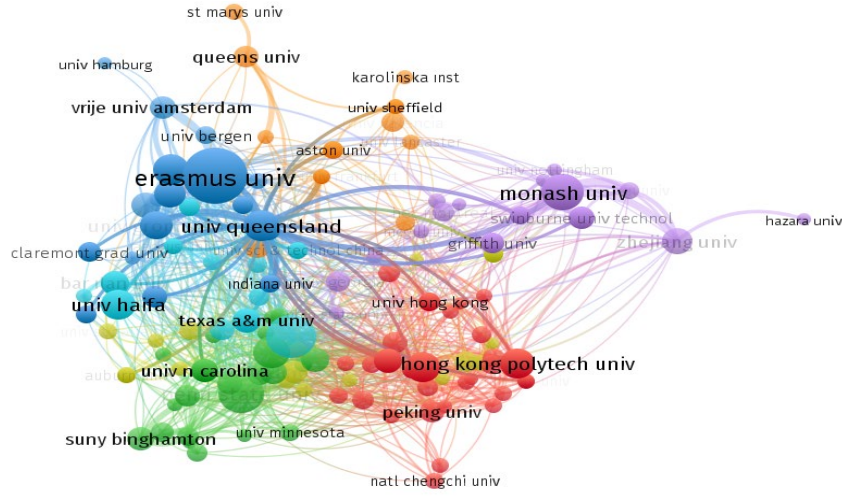 st marys univ
queens univ
univ hamburg
karolinska inst
vrije univ amsterdam
univ sheffield
univ bergen
aston univ
erasmus univ
monash univ
swinburne univ technol
hazara univ
univ queensland
zhejiang univ
griffith univ
claremont grad univ
indiana univ
univ haifa
univ hong kong
texas a&m univ
univ n carolina
hong kong polytech univ
peking univ
suny binghamton
univ minnesota
natl chengchi univ